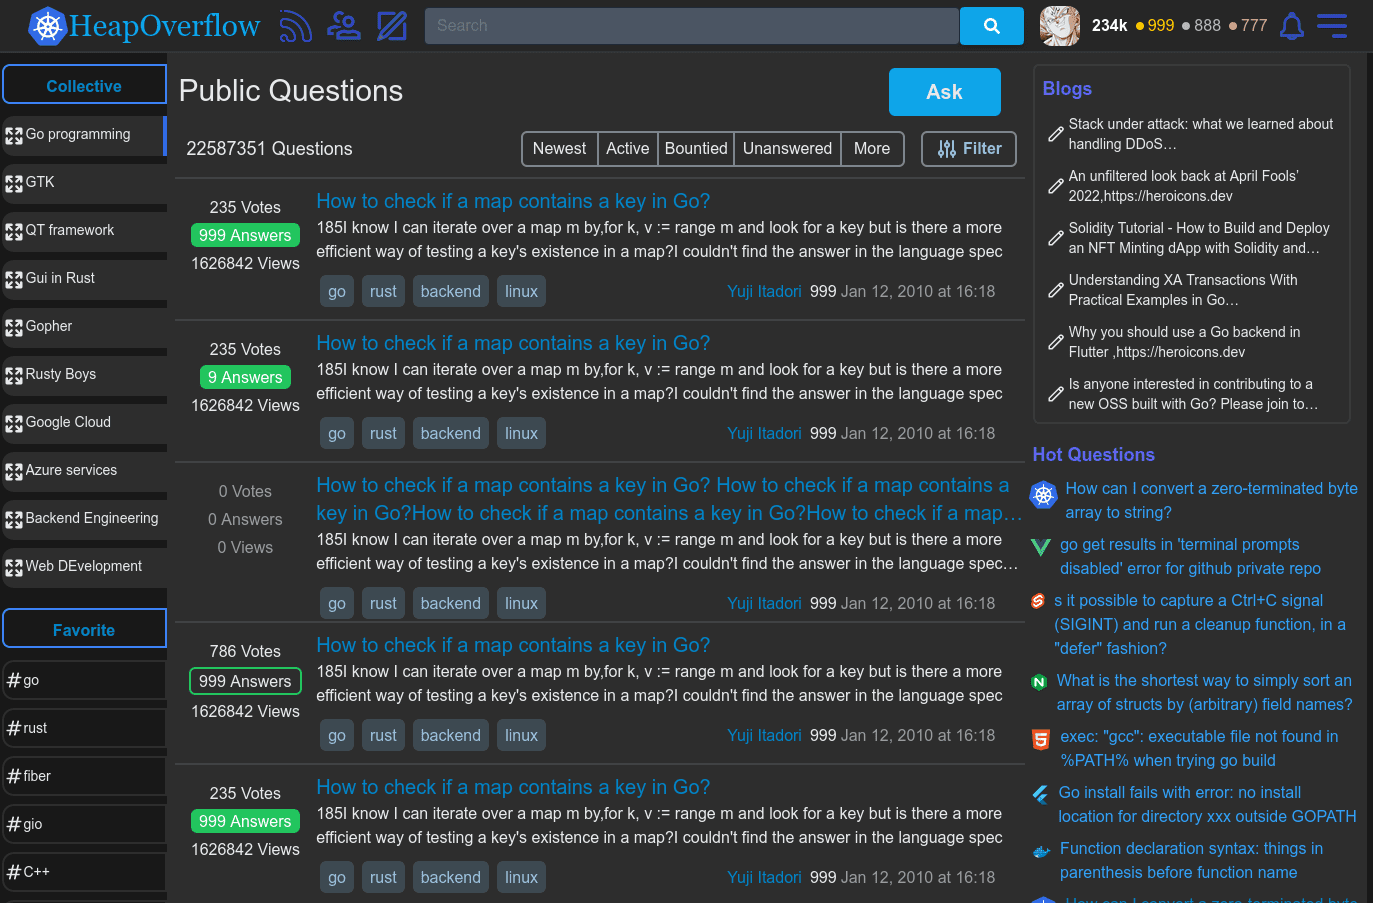 HeapOverflow
Search
234k 999 888 777
Collective
Go programming
GTK
QT framework
Gui in Rust
Gopher
Rusty Boys
Google Cloud
Azure services
Backend Engineering
Web DEvelopment
Favorite
#go
#rust
#fiber
#gio
#C++
Public Questions
Ask
22587351 Questions
Newest Active Bountied Unanswered More Filter
235 Votes
999 Answers
1626842 Views
How to check if a map contains a key in Go?
185I know I can iterate over a map m by,for k, v := range m and look for a key but is there a more
efficient way of testing a key's existence in a map?I couldn't find the answer in the language spec
go rust backend linux
Yuji Itadori 999 Jan 12, 2010 at 16:18
235 Votes
9 Answers
1626842 Views
How to check if a map contains a key in Go?
185I know I can iterate over a map m by,for k, v := range m and look for a key but is there a more
efficient way of testing a key's existence in a map?I couldn't find the answer in the language spec
go rust backend linux
Yuji Itadori 999 Jan 12, 2010 at 16:18
0 Votes
0 Answers
0 Views
How to check if a map contains a key in Go? How to check if a map contains a
key in Go?How to check if a map contains a key in Go?How to check if a map…
185I know I can iterate over a map m by,for k, v := range m and look for a key but is there a more
efficient way of testing a key's existence in a map?I couldn't find the answer in the language spec…
go rust backend linux
Yuji Itadori 999 Jan 12, 2010 at 16:18
786 Votes
999 Answers
1626842 Views
How to check if a map contains a key in Go?
185I know I can iterate over a map m by,for k, v := range m and look for a key but is there a more
efficient way of testing a key's existence in a map?I couldn't find the answer in the language spec
go rust backend linux
Yuji Itadori 999 Jan 12, 2010 at 16:18
235 Votes
999 Answers
1626842 Views
How to check if a map contains a key in Go?
185I know I can iterate over a map m by,for k, v := range m and look for a key but is there a more
efficient way of testing a key's existence in a map?I couldn't find the answer in the language spec
go rust backend linux
Yuji Itadori 999 Jan 12, 2010 at 16:18
Blogs
Stack under attack: what we learned about
handling DDoS…
An unfiltered look back at April Fools’
2022,https://heroicons.dev
Solidity Tutorial - How to Build and Deploy
an NFT Minting dApp with Solidity and…
Understanding XA Transactions With
Practical Examples in Go…
Why you should use a Go backend in
Flutter ,https://heroicons.dev
Is anyone interested in contributing to a
new OSS built with Go? Please join to…
Hot Questions
How can I convert a zero-terminated byte
array to string?
go get results in 'terminal prompts
disabled' error for github private repo
s it possible to capture a Ctrl+C signal
(SIGINT) and run a cleanup function, in a
"defer" fashion?
What is the shortest way to simply sort an
array of structs by (arbitrary) field names?
exec: "gcc": executable file not found in
%PATH% when trying go build
Go install fails with error: no install
location for directory xxx outside GOPATH
Function declaration syntax: things in
parenthesis before function name
How can I convert a zero-terminated byte